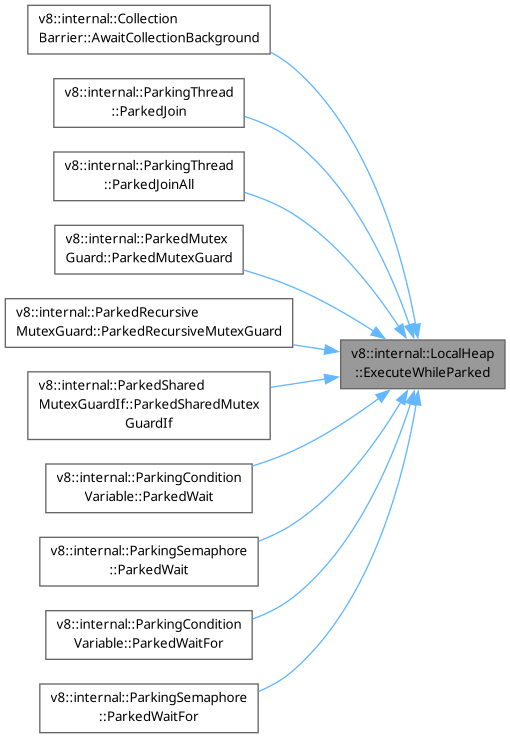 v8::internal::Collection
Barrier::AwaitCollectionBackground
v8::internal::ParkingThread
::ParkedJoin
v8::internal::ParkingThread
::ParkedJoinAll
v8::internal::ParkedMutex
Guard::ParkedMutexGuard
v8::internal::ParkedRecursive
MutexGuard::ParkedRecursiveMutexGuard
v8::internal::LocalHeap
::ExecuteWhileParked
v8::internal::ParkedShared
MutexGuardIf::ParkedSharedMutex
GuardIf
v8::internal::ParkingCondition
Variable::ParkedWait
v8::internal::ParkingSemaphore
::ParkedWait
v8::internal::ParkingCondition
Variable::ParkedWaitFor
v8::internal::ParkingSemaphore
::ParkedWaitFor